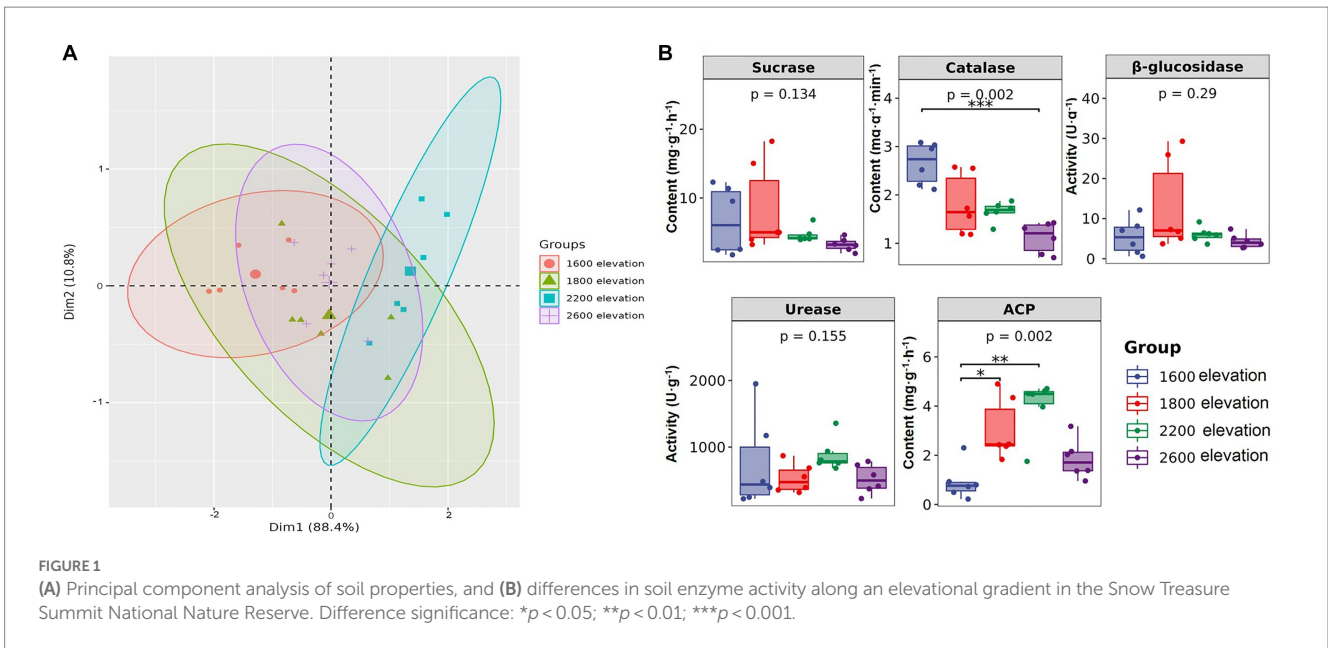 A
Dim2 (10.8%)
1
0
-1
-2
0
2
Dim1 (88.4%)
Groups
1600 elevation
1800 elevation
2200 elevation
2600 elevation
B
Sucrase
p = 0.134
Content (mg·g⁻¹·h⁻¹)
20
10
Catalase
p = 0.002
***
Content (mg·g⁻¹·min⁻¹)
4
3
2
1
β-glucosidase
p = 0.29
Activity (U·g⁻¹)
40
30
20
10
0
Urease
p = 0.155
Activity (U·g⁻¹)
2000
1000
ACP
p = 0.002
**
*
Content (mg·g⁻¹·h⁻¹)
6
4
2
0
Group
1600 elevation
1800 elevation
2200 elevation
2600 elevation
FIGURE 1
(A) Principal component analysis of soil properties, and (B) differences in soil enzyme activity along an elevational gradient in the Snow Treasure
Summit National Nature Reserve. Difference significance: *p < 0.05; **p < 0.01; ***p < 0.001.